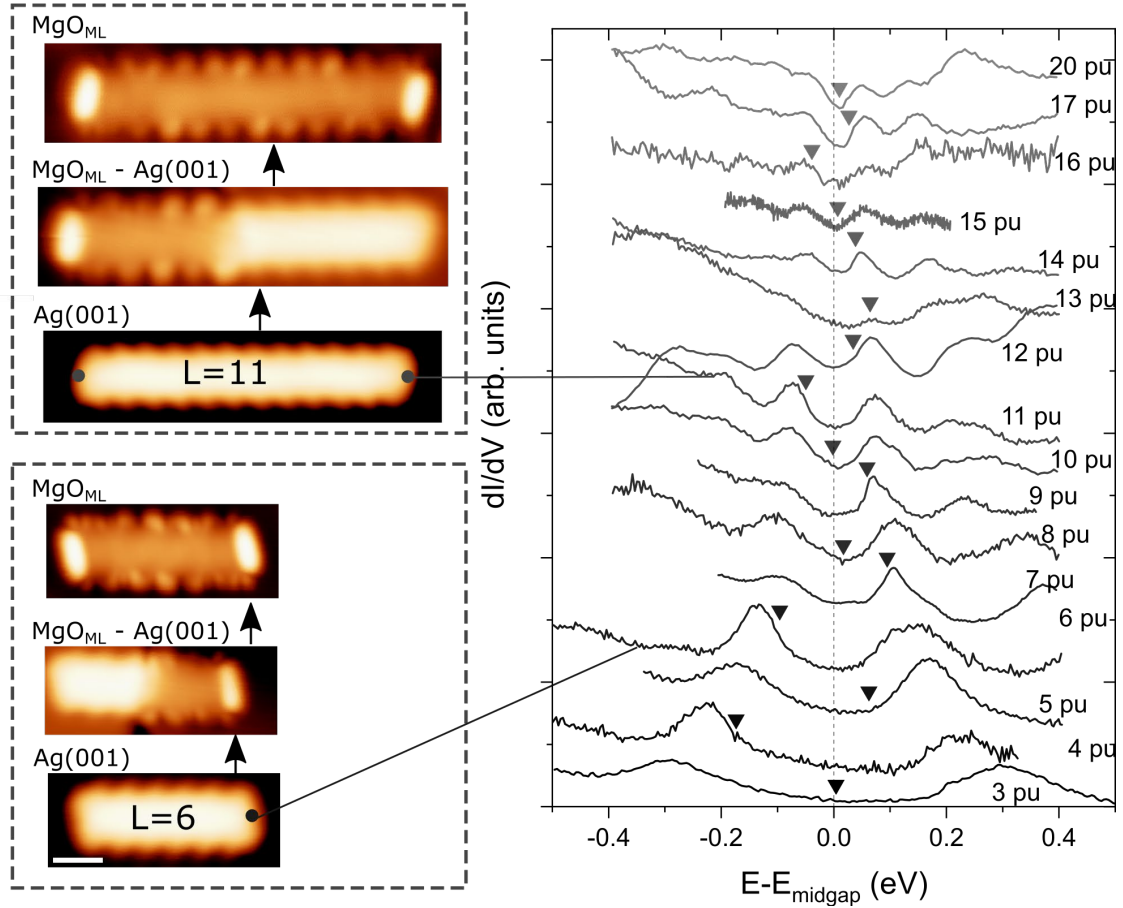 MgO_ML
MgO_ML - Ag(001)
Ag(001)
L=11
MgO_ML
MgO_ML - Ag(001)
Ag(001)
L=6
dI/dV (arb. units)
20 pu
17 pu
16 pu
15 pu
14 pu
13 pu
12 pu
11 pu
10 pu
9 pu
8 pu
7 pu
6 pu
5 pu
4 pu
3 pu
-0.4 -0.2 0.0 0.2 0.4
E-E_midgap (eV)